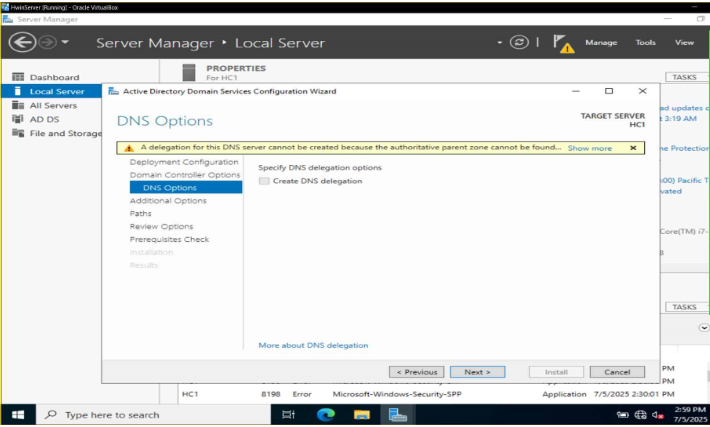 HwinServer [Running] - Oracle VirtualBox
Server Manager
Server Manager • Local Server
Manage Tools View
Dashboard
Local Server
All Servers
AD DS
File and Storage
PROPERTIES
For HC1
TASKS
Active Directory Domain Services Configuration Wizard
DNS Options
TARGET SERVER
HC1
A delegation for this DNS server cannot be created because the authoritative parent zone cannot be found... Show more
Deployment Configuration
Domain Controller Options
DNS Options
Additional Options
Paths
Review Options
Prerequisites Check
Installation
Results
Specify DNS delegation options
Create DNS delegation
More about DNS delegation
< Previous Next > Install Cancel
ad updates o
t 3:19 AM
ne Protection
:00) Pacific T
vated
Core(TM) i7-
TASKS
PM
PM
HC1 8198 Error Microsoft-Windows-Security-SPP Application 7/5/2025 2:30:01 PM
Type here to search
2:59 PM
7/5/2025